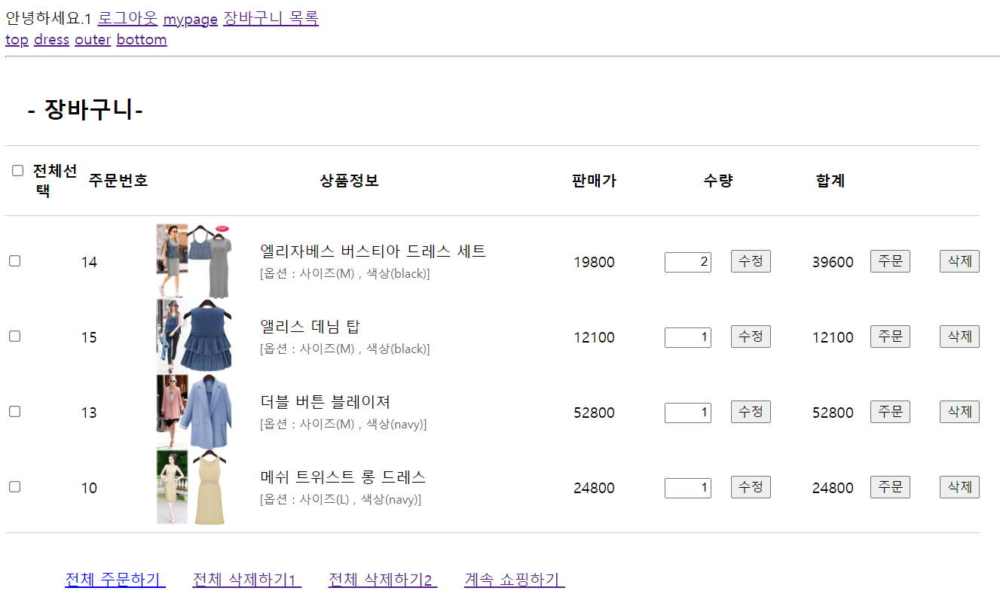 안녕하세요.1 로그아웃 mypage 장바구니 목록
top dress outer bottom
- 장바구니-
전체선택 주문번호 상품정보 판매가 수량 합계
14 엘리자베스 버스티아 드레스 세트 19800 2 수정 39600 주문 삭제
[옵션 : 사이즈(M) , 색상(black)]
15 앨리스 데님 탑 12100 1 수정 12100 주문 삭제
[옵션 : 사이즈(M) , 색상(black)]
13 더블 버튼 블레이져 52800 1 수정 52800 주문 삭제
[옵션 : 사이즈(M) , 색상(navy)]
10 메쉬 트위스트 롱 드레스 24800 1 수정 24800 주문 삭제
[옵션 : 사이즈(L) , 색상(navy)]
전체 주문하기 전체 삭제하기1 전체 삭제하기2 계속 쇼핑하기